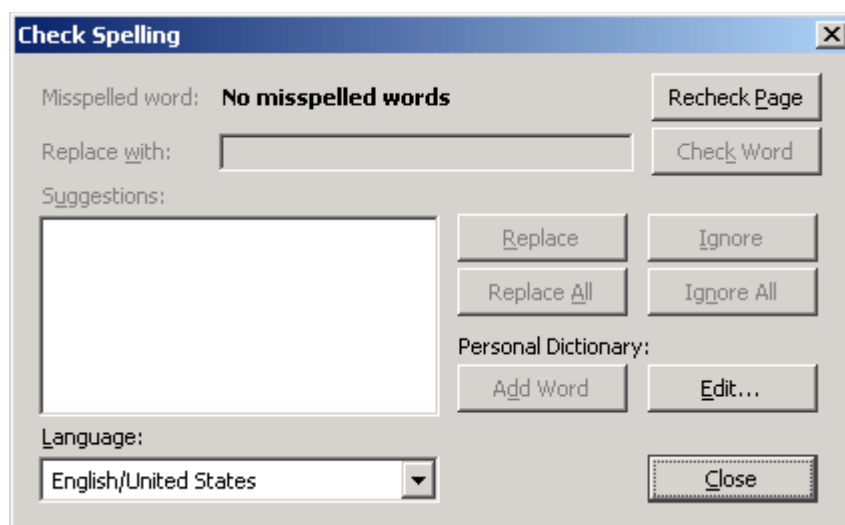 Check Spelling
Misspelled word: No misspelled words Recheck Page
Replace with: Check Word
Suggestions:
Replace Ignore
Replace All Ignore All
Personal Dictionary:
Add Word Edit...
Language:
English/United States Close